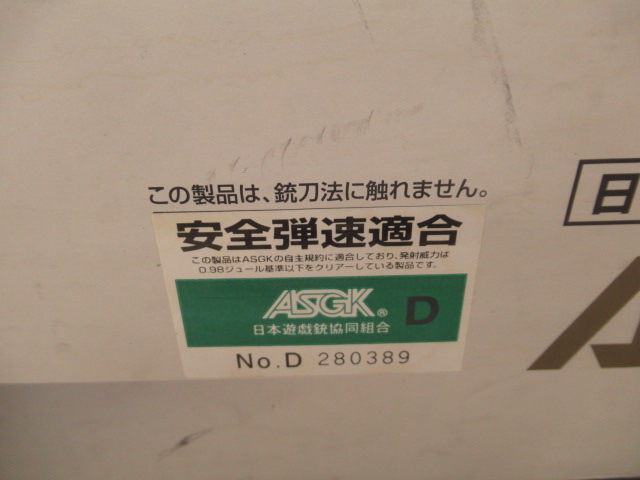 この製品は、銃刀法に触れません。
安全弾速適合
この製品はASGKの自主規約に適合しており、発射威力は
0.98ジュール基準以下をクリアーしている製品です。
ASGK® D
日本遊戯銃協同組合
No.D 280389
日